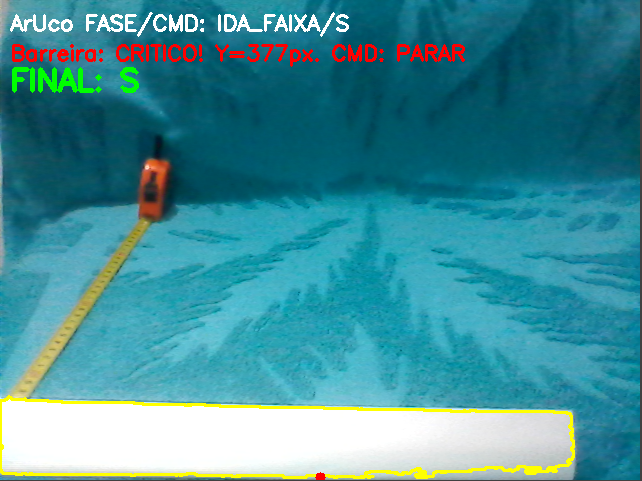 ArUco FASE/CMD: IDA_FAIXA/S
Barreira: CRITICO! Y=377px. CMD: PARAR
FINAL: S